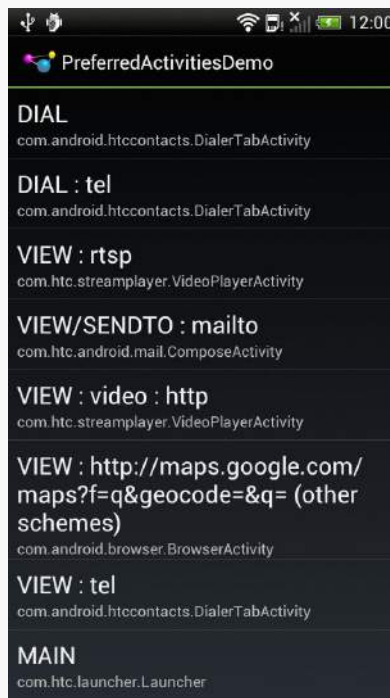 12:00
PreferredActivitiesDemo
DIAL
com.android.htccontacts.DialerTabActivity
DIAL : tel
com.android.htccontacts.DialerTabActivity
VIEW : rtsp
com.htc.streamplayer.VideoPlayerActivity
VIEW/SENDTO : mailto
com.htc.android.mail.ComposeActivity
VIEW : video : http
com.htc.streamplayer.VideoPlayerActivity
VIEW : http://maps.google.com/
maps?f=q&geocode=&q= (other
schemes)
com.android.browser.BrowserActivity
VIEW : tel
com.android.htccontacts.DialerTabActivity
MAIN
com.htc.launcher.Launcher